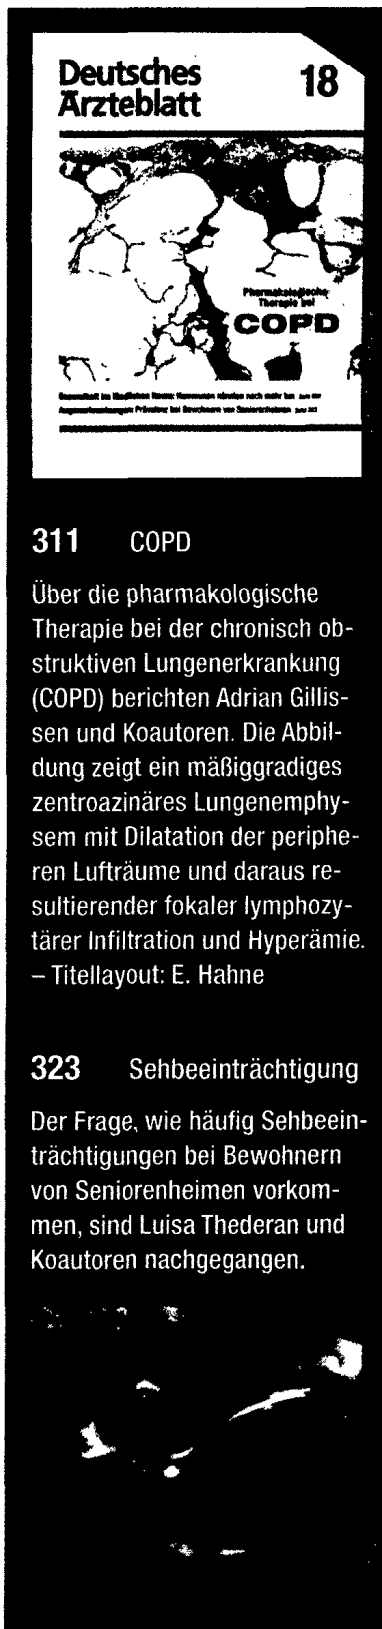 Deutsches
Ärzteblatt
18
Pharmakologische
Therapie bei
COPD
311 COPD
Über die pharmakologische
Therapie bei der chronisch ob-
struktiven Lungenerkrankung
(COPD) berichten Adrian Gillis-
sen und Koautoren. Die Abbil-
dung zeigt ein mäßiggradiges
zentroazinäres Lungenemphy-
sem mit Dilatation der periphe-
ren Lufträume und daraus re-
sultierender fokaler lymphozy-
tärer Infiltration und Hyperämie.
– Titellayout: E. Hahne
323 Sehbeeinträchtigung
Der Frage, wie häufig Sehbeein-
trächtigungen bei Bewohnern
von Seniorenheimen vorkom-
men, sind Luisa Thederan und
Koautoren nachgegangen.